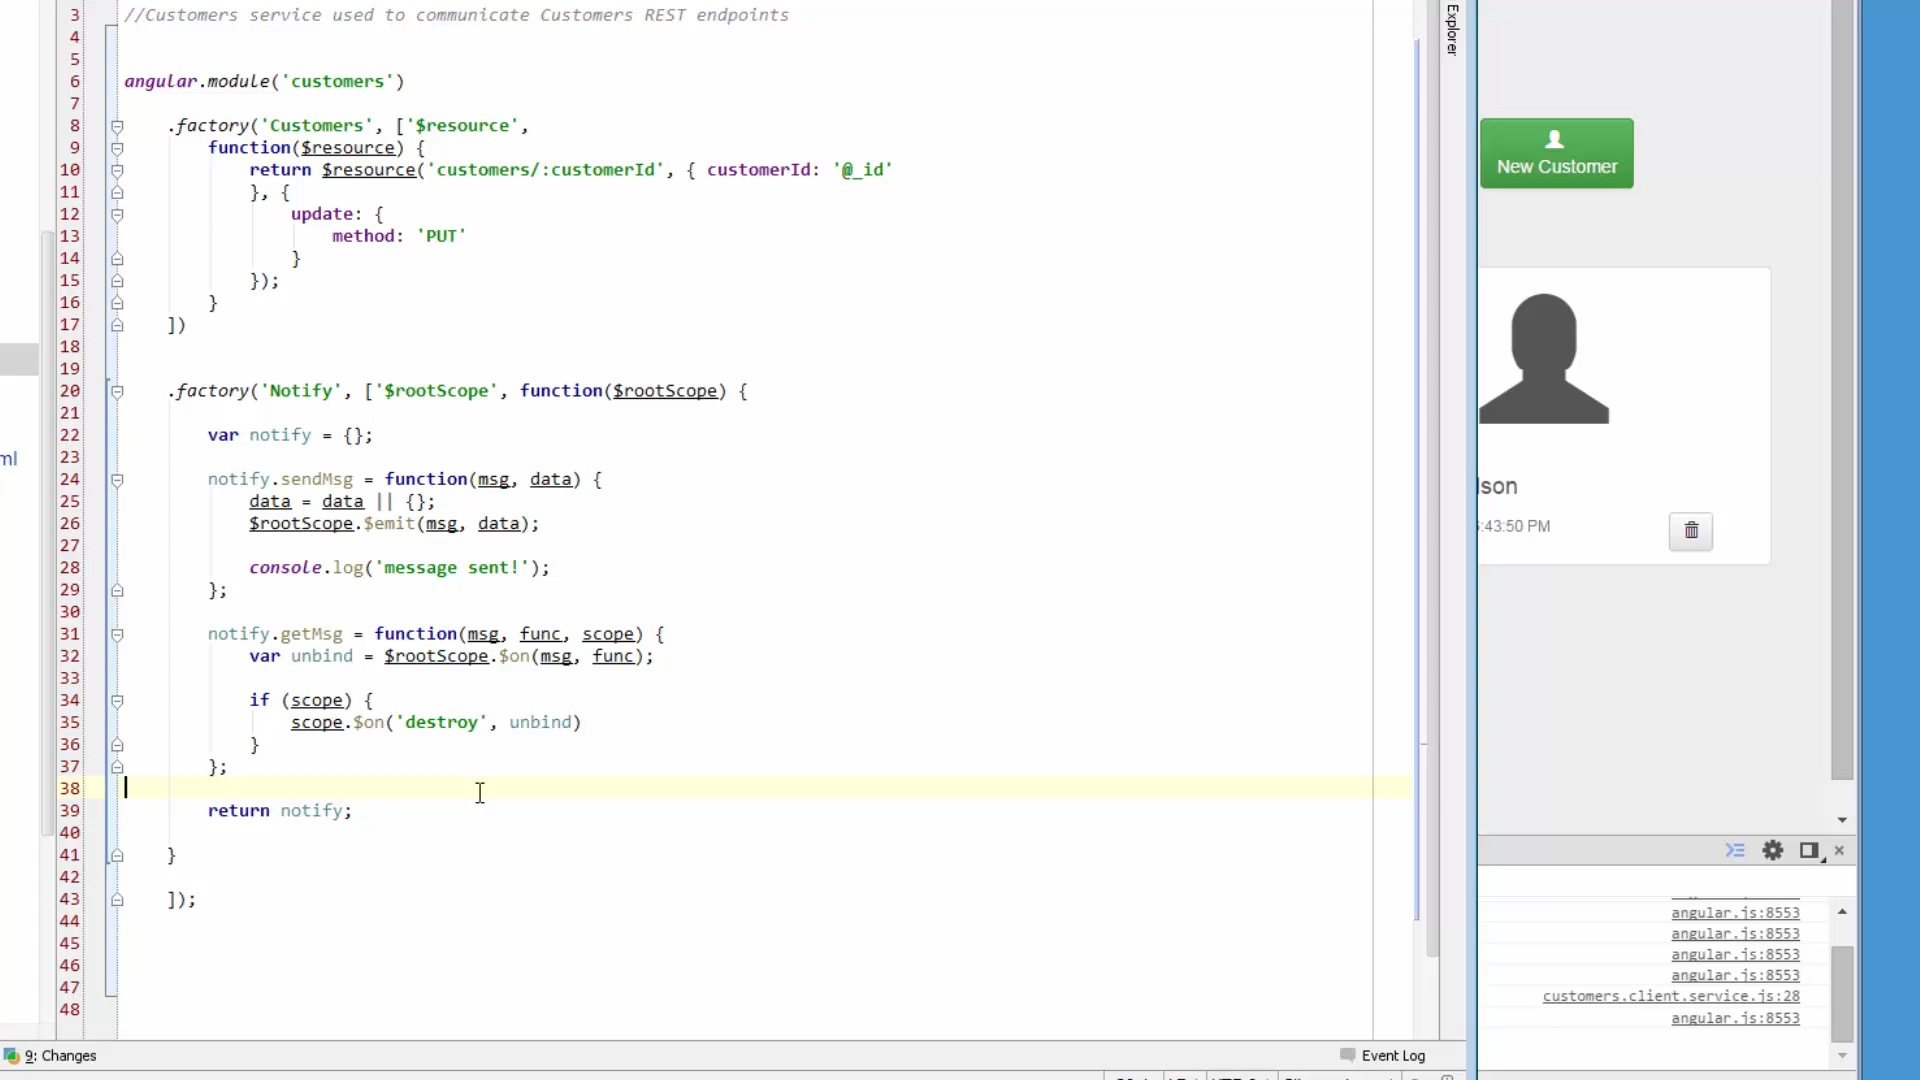 3 //Customers service used to communicate Customers REST endpoints
4
5
6 angular.module('customers')
7
8 .factory('Customers', ['$resource',
9 function($resource) {
10 return $resource('customers/:customerId', { customerId: '@_id'
11 }, {
12 update: {
13 method: 'PUT'
14 }
15 });
16 }
17 ])
18
19
20 .factory('Notify', ['$rootScope', function($rootScope) {
21
22 var notify = {};
23
24 notify.sendMsg = function(msg, data) {
25 data = data || {};
26 $rootScope.$emit(msg, data);
27
28 console.log('message sent!');
29 };
30
31 notify.getMsg = function(msg, func, scope) {
32 var unbind = $rootScope.$on(msg, func);
33
34 if (scope) {
35 scope.$on('destroy', unbind)
36 }
37 };
38
39 return notify;
40
41 }
42
43 ]);
44
45
46
47
48
ml
9: Changes
Event Log
Explorer
New Customer
lson
:43:50 PM
angular.js:8553
angular.js:8553
angular.js:8553
angular.js:8553
customers.client.service.js:28
angular.js:8553